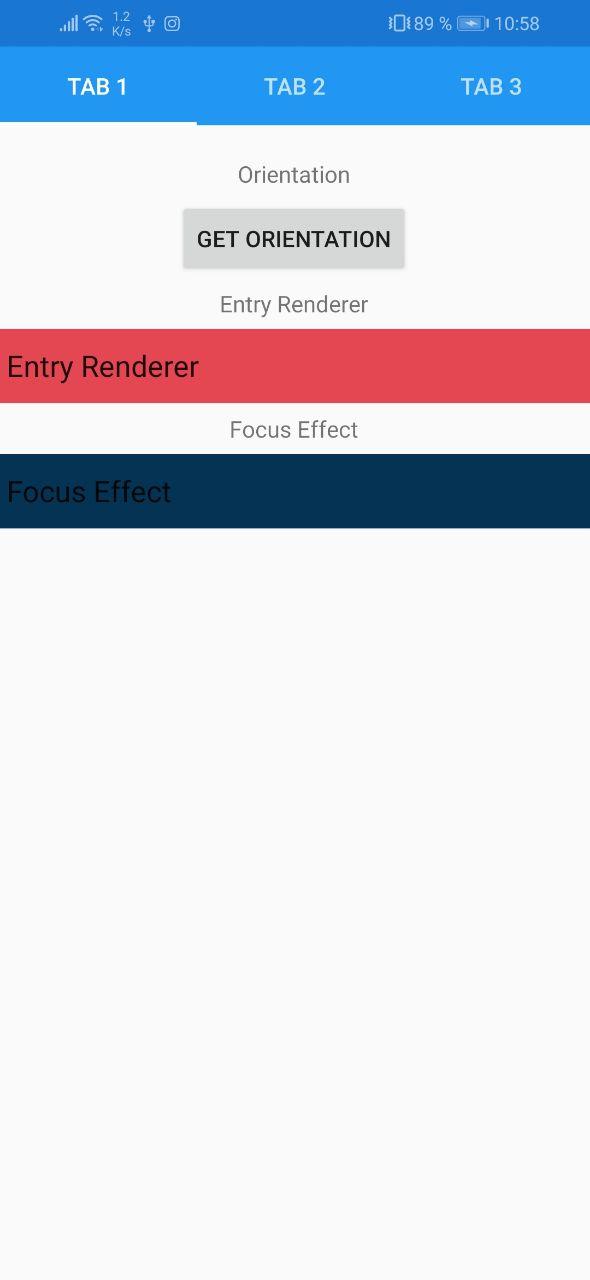 1.2
K/s
89 %
10:58
TAB 1
TAB 2
TAB 3
Orientation
GET ORIENTATION
Entry Renderer
Entry Renderer
Focus Effect
Focus Effect